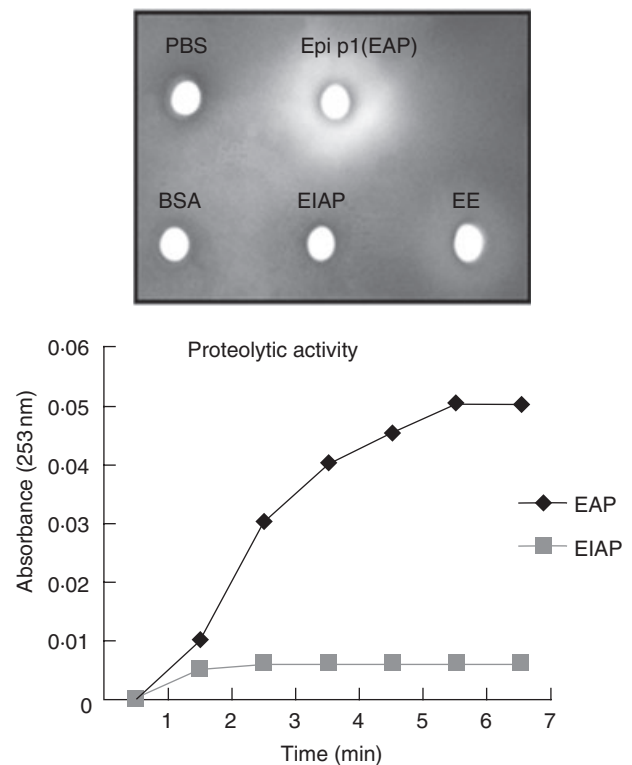 PBS
Epi p1(EAP)
BSA
EIAP
EE
Proteolytic activity
Absorbance (253 nm)
0·06
0·05
0·04
0·03
0·02
0·01
0
1 2 3 4 5 6 7
Time (min)
EAP
EIAP